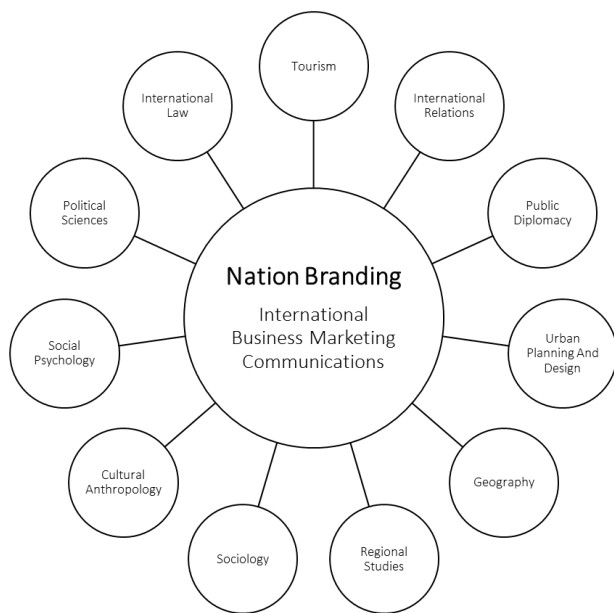 Nation Branding
International
Business Marketing
Communications
Tourism
International
Relations
Public
Diplomacy
Urban
Planning And
Design
Geography
Regional
Studies
Sociology
Cultural
Anthropology
Social
Psychology
Political
Sciences
International
Law